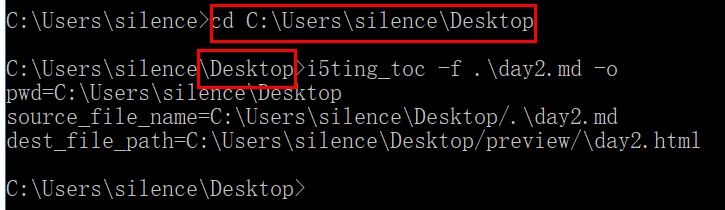 C:\Users\silence>cd C:\Users\silence\Desktop
C:\Users\silence\Desktop>i5ting_toc -f .\day2.md -o
pwd=C:\Users\silence\Desktop
source_file_name=C:\Users\silence\Desktop/.\day2.md
dest_file_path=C:\Users\silence\Desktop/preview/\day2.html
C:\Users\silence\Desktop>